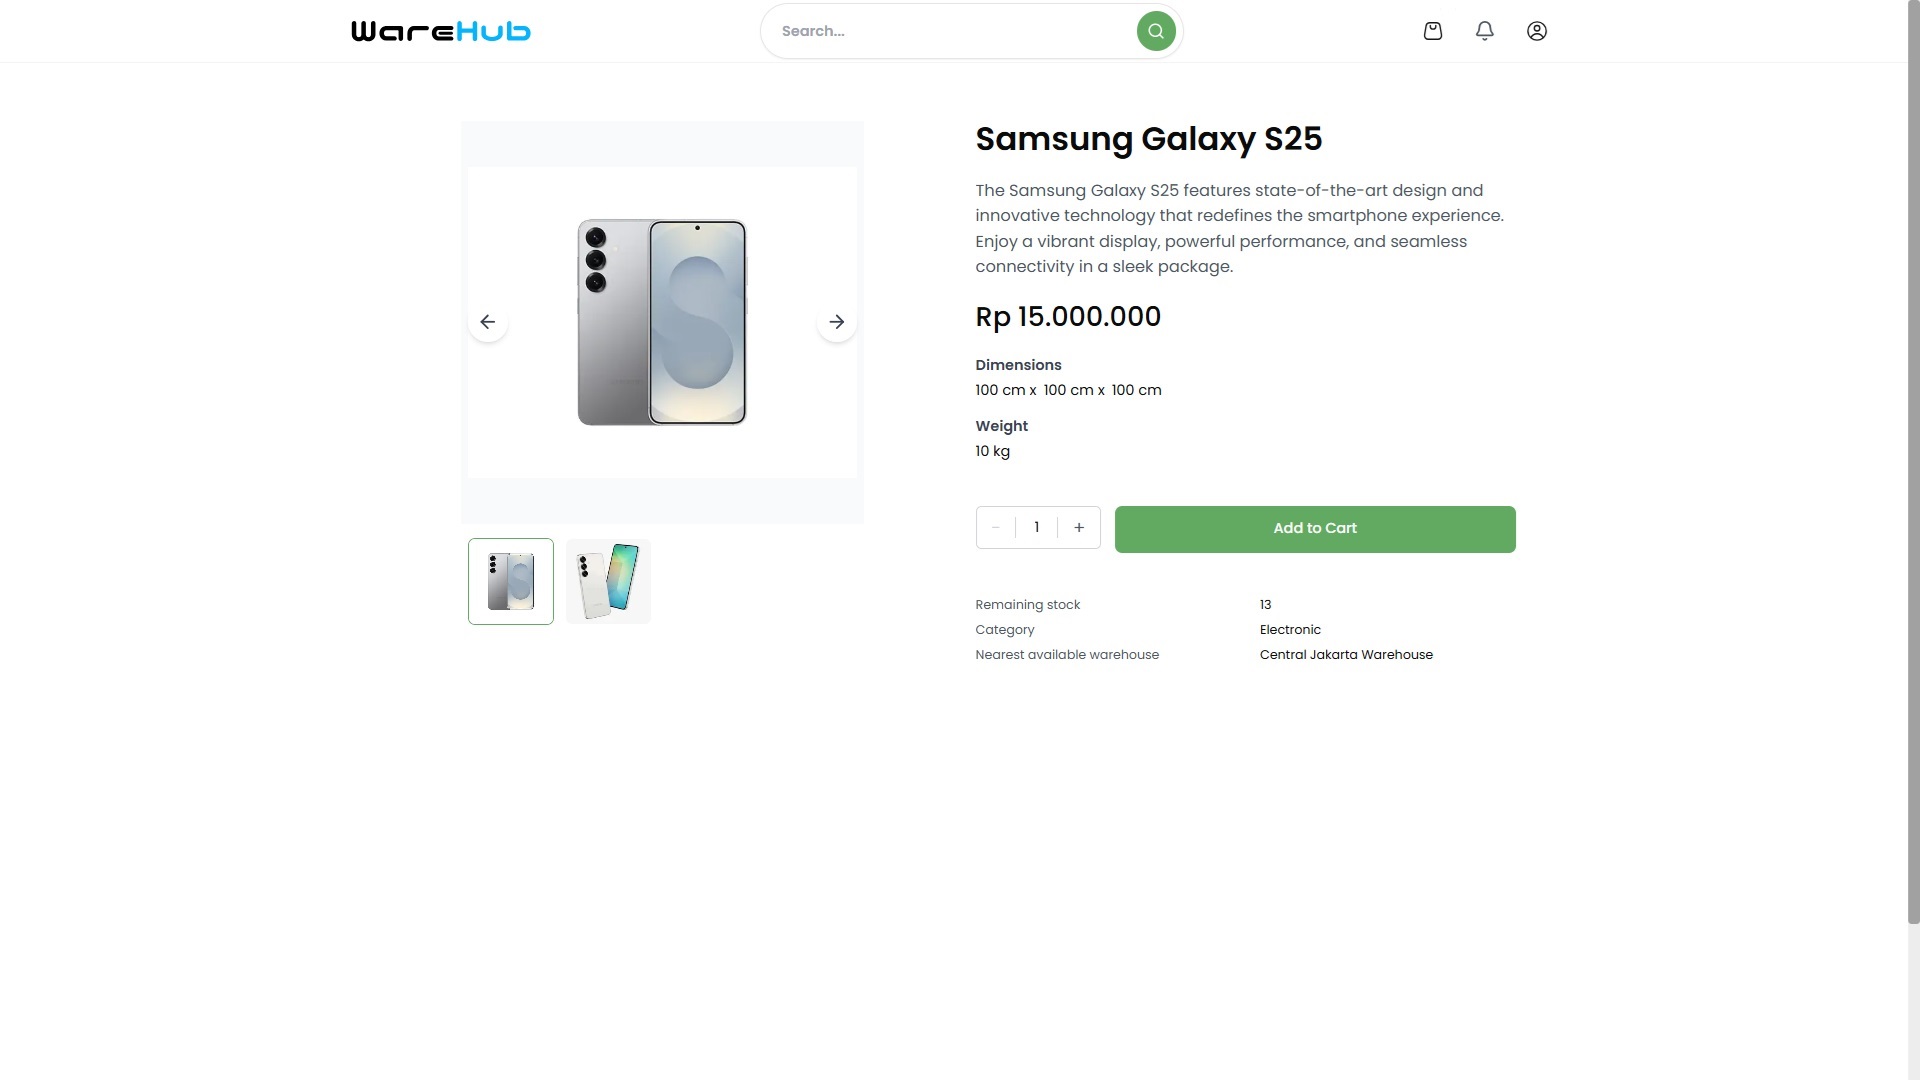 WareHub
Search...
Samsung Galaxy S25
The Samsung Galaxy S25 features state-of-the-art design and
innovative technology that redefines the smartphone experience.
Enjoy a vibrant display, powerful performance, and seamless
connectivity in a sleek package.
Rp 15.000.000
Dimensions
100 cm x 100 cm x 100 cm
Weight
10 kg
− 1 +
Add to Cart
Remaining stock 13
Category Electronic
Nearest available warehouse Central Jakarta Warehouse